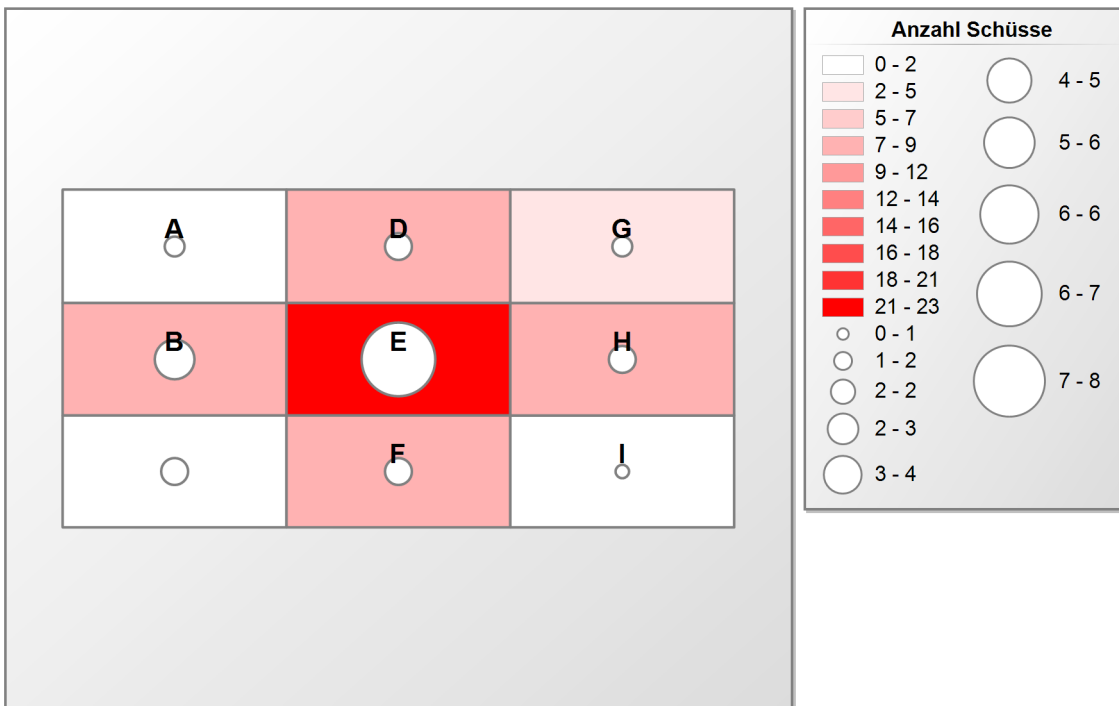 A
D
G
B
E
H
F
I
Anzahl Schüsse
0 - 2
2 - 5
5 - 7
7 - 9
9 - 12
12 - 14
14 - 16
16 - 18
18 - 21
21 - 23
0 - 1
1 - 2
2 - 2
2 - 3
3 - 4
4 - 5
5 - 6
6 - 6
6 - 7
7 - 8